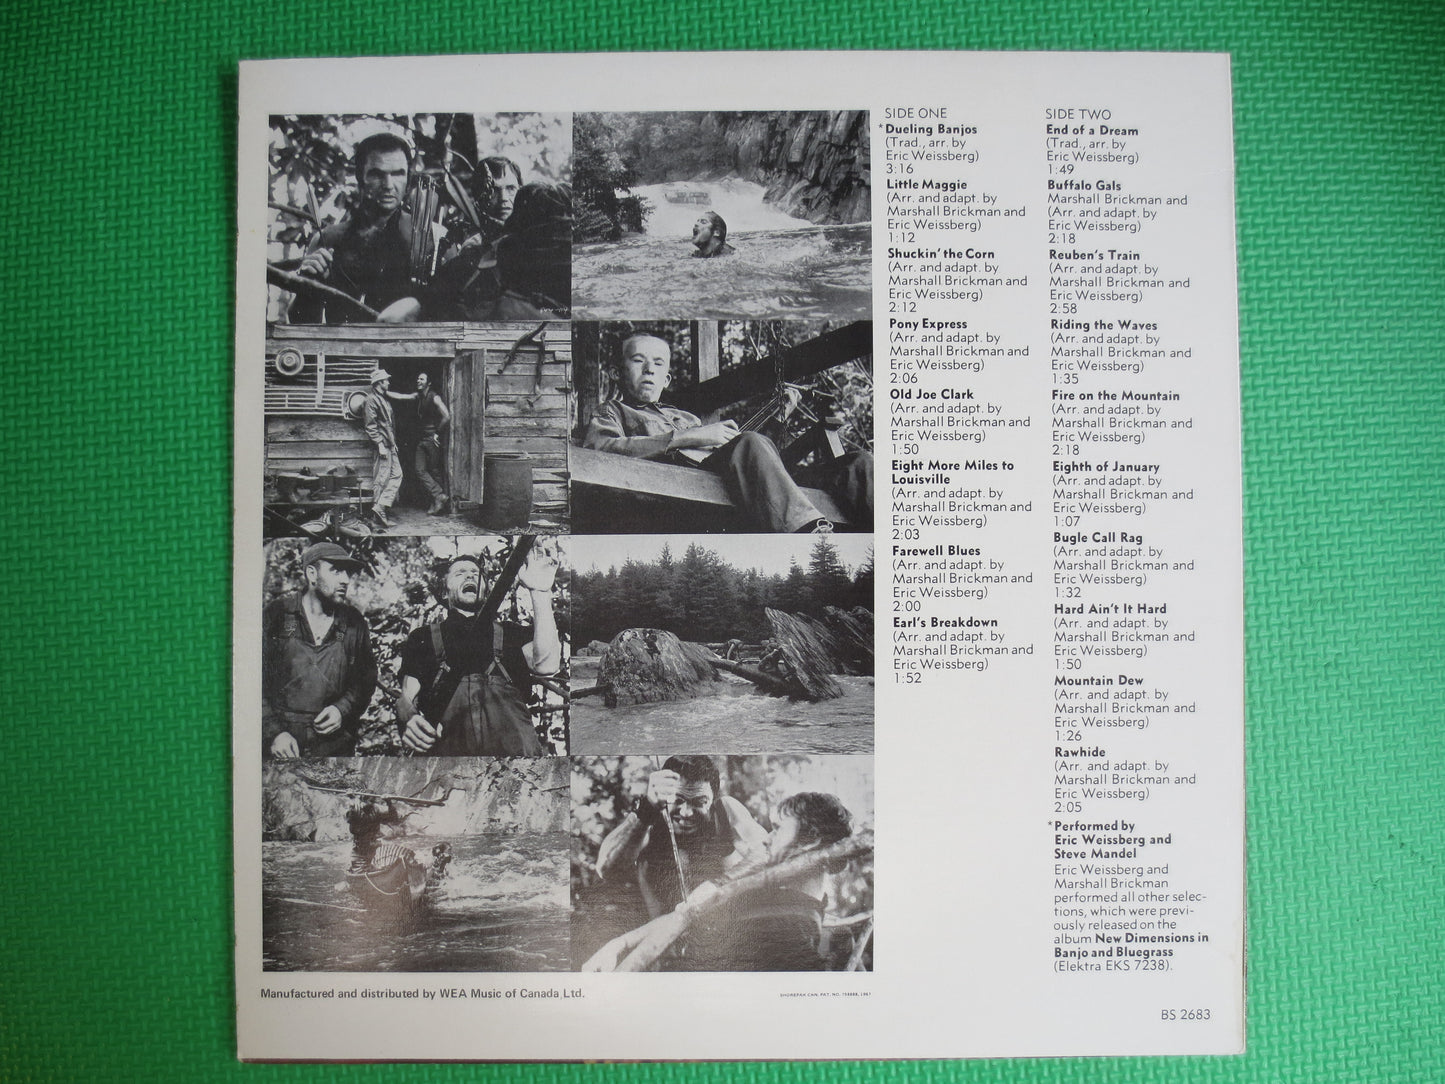 SIDE ONE
*Dueling Banjos
(Trad., arr. by
Eric Weissberg)
3:16
Little Maggie
(Arr. and adapt. by
Marshall Brickman and
Eric Weissberg)
1:12
Shuckin' the Corn
(Arr. and adapt. by
Marshall Brickman and
Eric Weissberg)
2:12
Pony Express
(Arr. and adapt. by
Marshall Brickman and
Eric Weissberg)
2:06
Old Joe Clark
(Arr. and adapt. by
Marshall Brickman and
Eric Weissberg)
1:50
Eight More Miles to
Louisville
(Arr. and adapt. by
Marshall Brickman and
Eric Weissberg)
2:03
Farewell Blues
(Arr. and adapt. by
Marshall Brickman and
Eric Weissberg)
2:00
Earl's Breakdown
(Arr. and adapt. by
Marshall Brickman and
Eric Weissberg)
1:52
SIDE TWO
End of a Dream
(Trad., arr. by
Eric Weissberg)
1:49
Buffalo Gals
Marshall Brickman and
(Arr. and adapt. by
Eric Weissberg)
2:18
Reuben's Train
(Arr. and adapt. by
Marshall Brickman and
Eric Weissberg)
2:58
Riding the Waves
(Arr. and adapt. by
Marshall Brickman and
Eric Weissberg)
1:35
Fire on the Mountain
(Arr. and adapt. by
Marshall Brickman and
Eric Weissberg)
2:18
Eighth of January
(Arr. and adapt. by
Marshall Brickman and
Eric Weissberg)
1:07
Bugle Call Rag
(Arr. and adapt. by
Marshall Brickman and
Eric Weissberg)
1:32
Hard Ain't It Hard
(Arr. and adapt. by
Marshall Brickman and
Eric Weissberg)
1:50
Mountain Dew
(Arr. and adapt. by
Marshall Brickman and
Eric Weissberg)
1:26
Rawhide
(Arr. and adapt. by
Marshall Brickman and
Eric Weissberg)
2:05
*Performed by
Eric Weissberg and
Steve Mandel
Eric Weissberg and
Marshall Brickman
performed all other selec-
tions, which were previ-
ously released on the
album New Dimensions in
Banjo and Bluegrass
(Elektra EKS 7238).
Manufactured and distributed by WEA Music of Canada, Ltd.
SHOREPAK CAN. PAT. NO. 1967
BS 2683